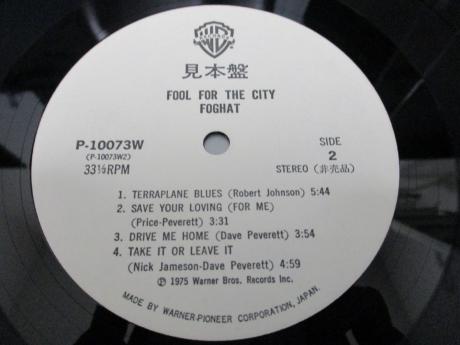 見本盤
FOOL FOR THE CITY
FOGHAT
P-10073W
(P-10073W2)
33⅓RPM
SIDE
2
STEREO (非売品)
1. TERRAPLANE BLUES (Robert Johnson) 5:44
2. SAVE YOUR LOVING (FOR ME)
(Price-Peverett) 3:31
3. DRIVE ME HOME (Dave Peverett) 3:54
4. TAKE IT OR LEAVE IT
(Nick Jameson-Dave Peverett) 4:59
Ⓟ 1975 Warner Bros. Records Inc.
MADE BY WARNER-PIONEER CORPORATION, JAPAN.